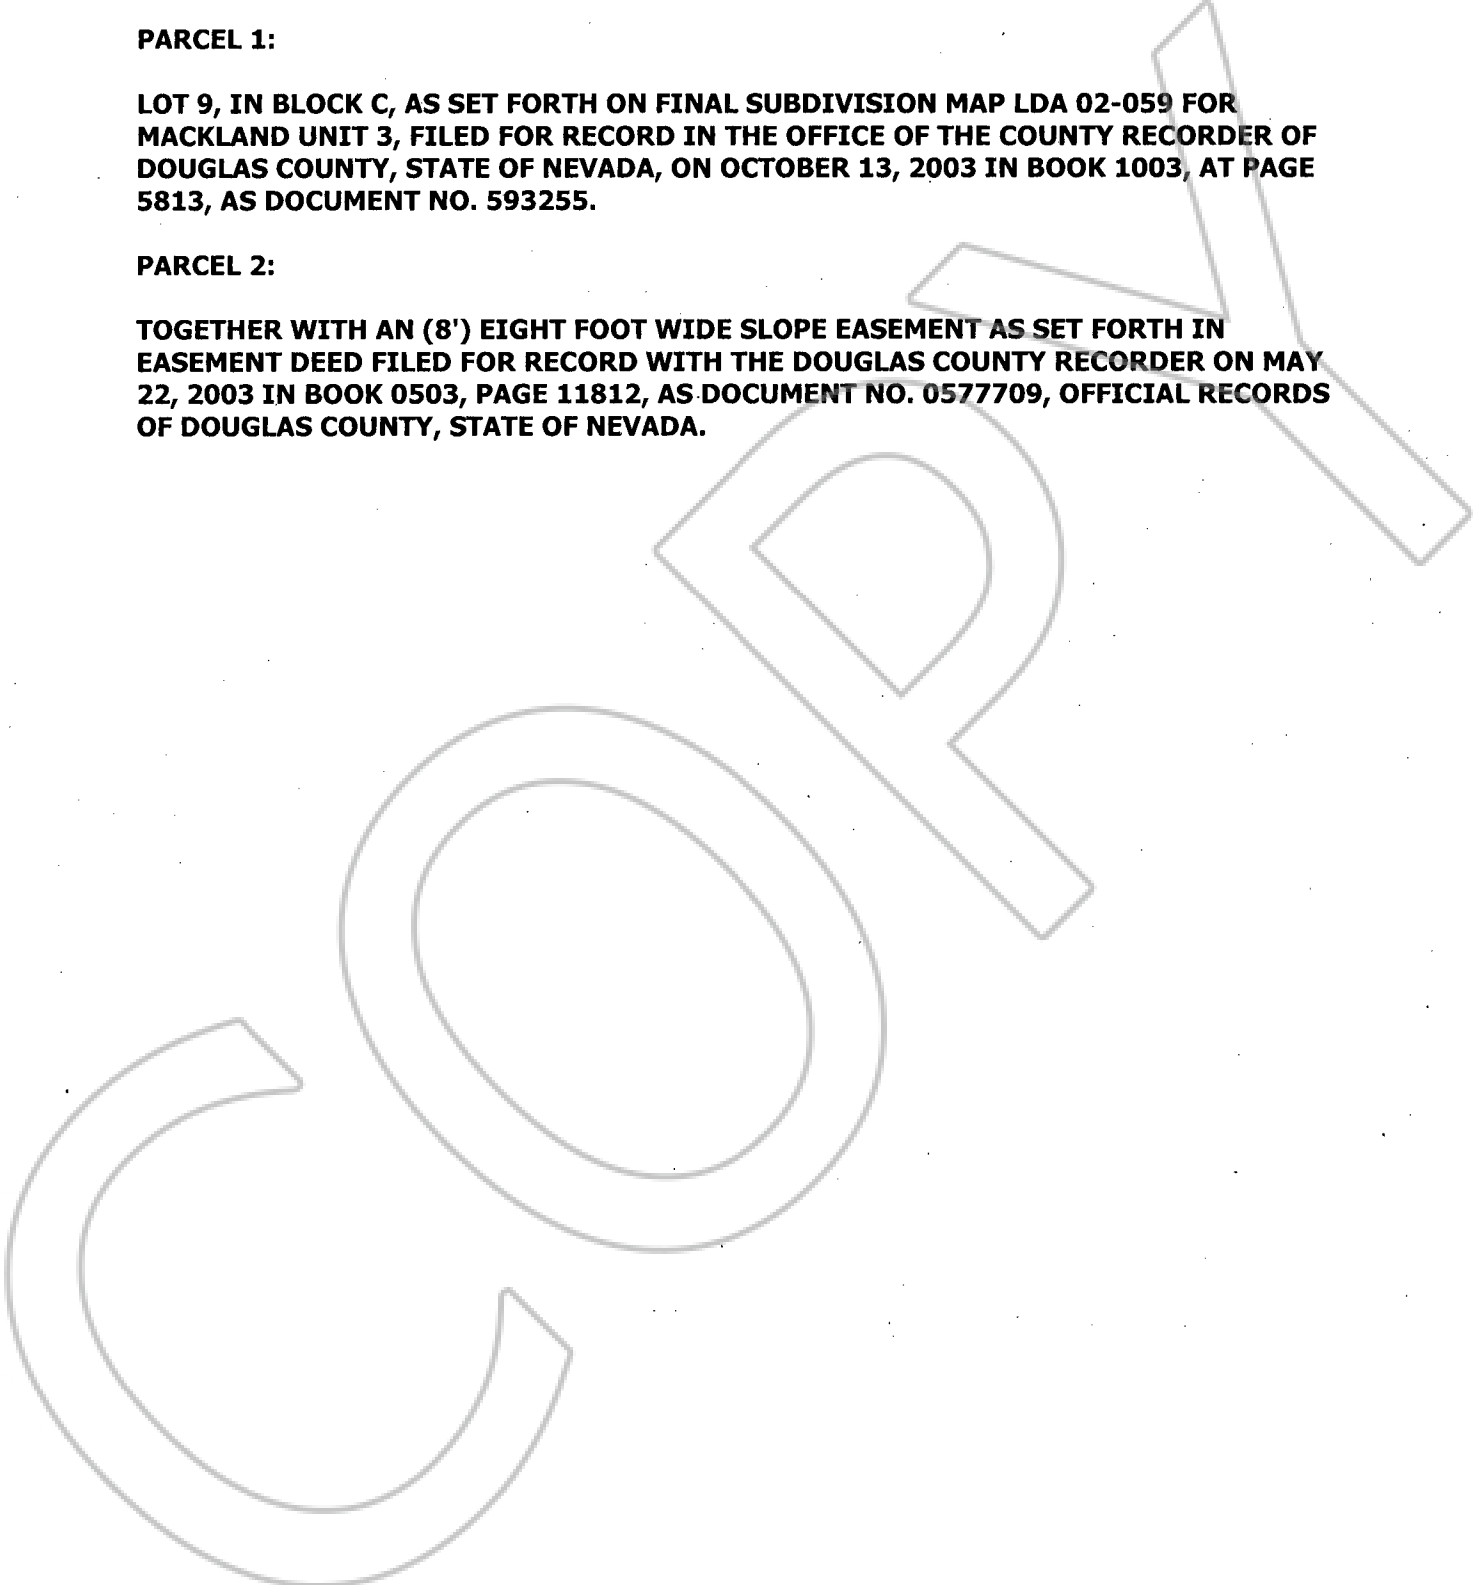 PARCEL 1:
LOT 9, IN BLOCK C, AS SET FORTH ON FINAL SUBDIVISION MAP LDA 02-059 FOR
MACKLAND UNIT 3, FILED FOR RECORD IN THE OFFICE OF THE COUNTY RECORDER OF
DOUGLAS COUNTY, STATE OF NEVADA, ON OCTOBER 13, 2003 IN BOOK 1003, AT PAGE
5813, AS DOCUMENT NO. 593255.
PARCEL 2:
TOGETHER WITH AN (8') EIGHT FOOT WIDE SLOPE EASEMENT AS SET FORTH IN
EASEMENT DEED FILED FOR RECORD WITH THE DOUGLAS COUNTY RECORDER ON MAY
22, 2003 IN BOOK 0503, PAGE 11812, AS DOCUMENT NO. 0577709, OFFICIAL RECORDS
OF DOUGLAS COUNTY, STATE OF NEVADA.
COPY